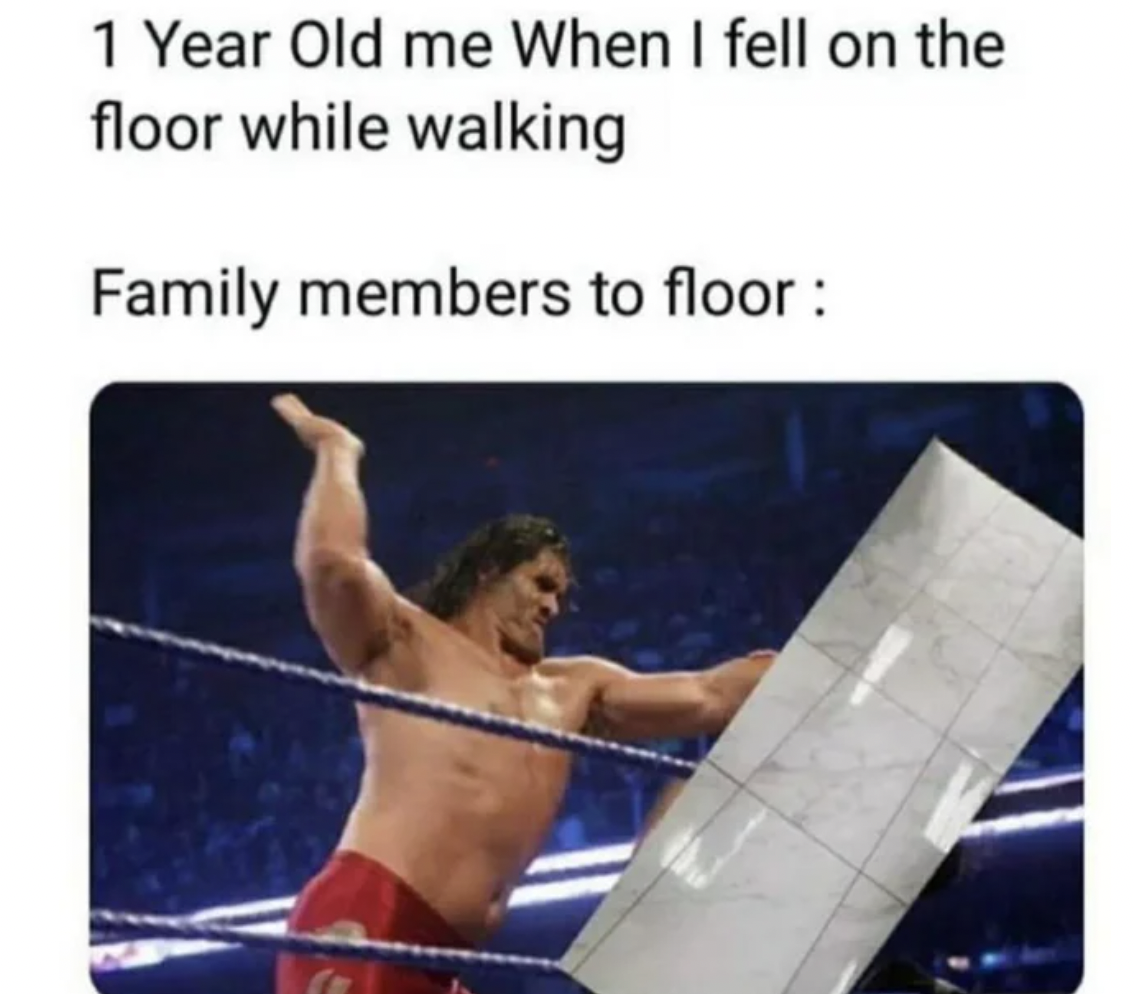 1 Year Old me When I fell on the
floor while walking
Family members to floor :